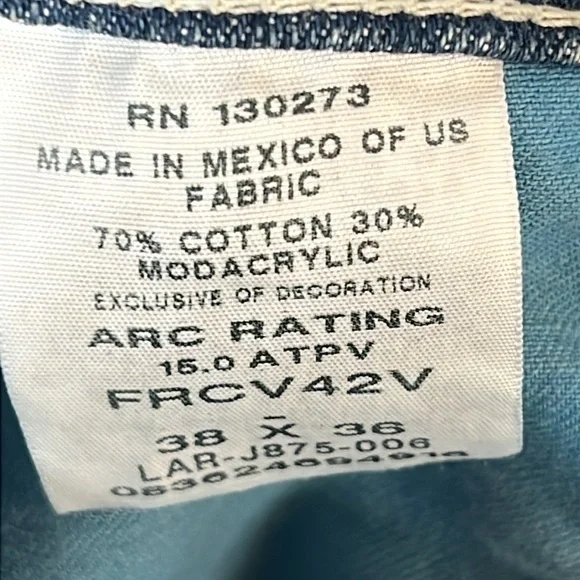 RN 130273
MADE IN MEXICO OF US
FABRIC
70% COTTON 30%
MODACRYLIC
EXCLUSIVE OF DECORATION
ARC RATING
15.0 ATPV
FRCV42V
38 X 36
LAR-J875-006